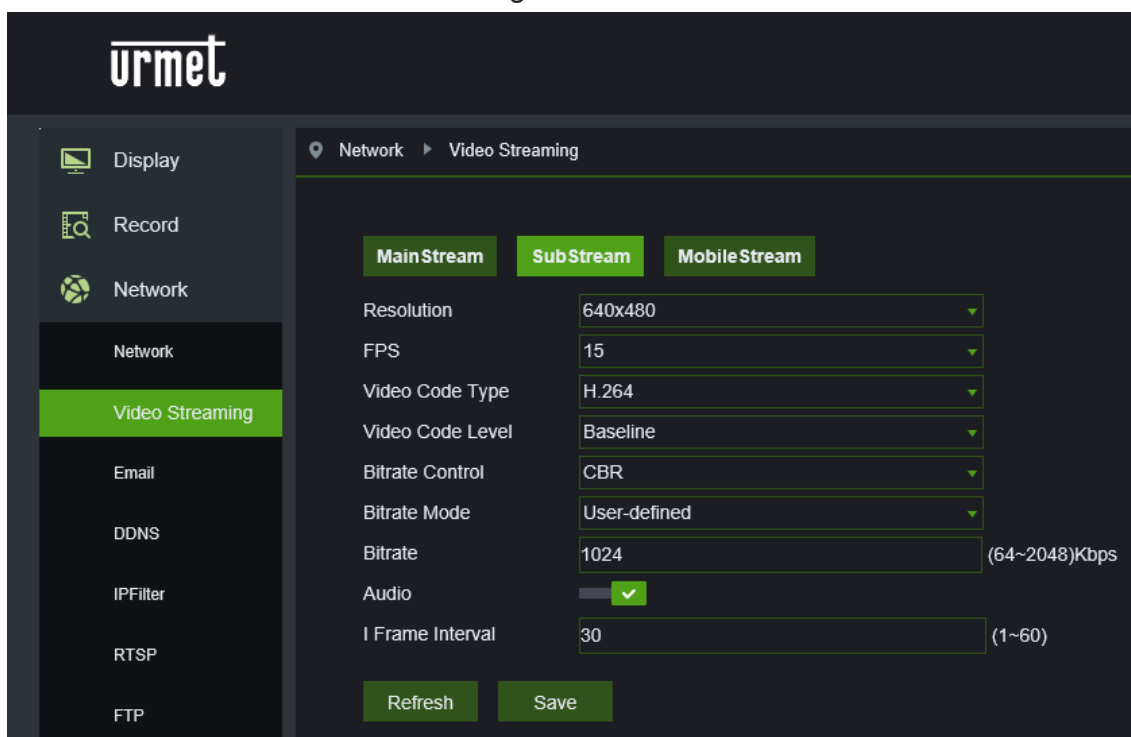 urmet
Display
Record
Network
Network
Video Streaming
Email
DDNS
IPFilter
RTSP
FTP
Network Video Streaming
MainStream SubStream MobileStream
Resolution 640x480
FPS 15
Video Code Type H.264
Video Code Level Baseline
Bitrate Control CBR
Bitrate Mode User-defined
Bitrate 1024 (64~2048)Kbps
Audio
I Frame Interval 30 (1~60)
Refresh Save